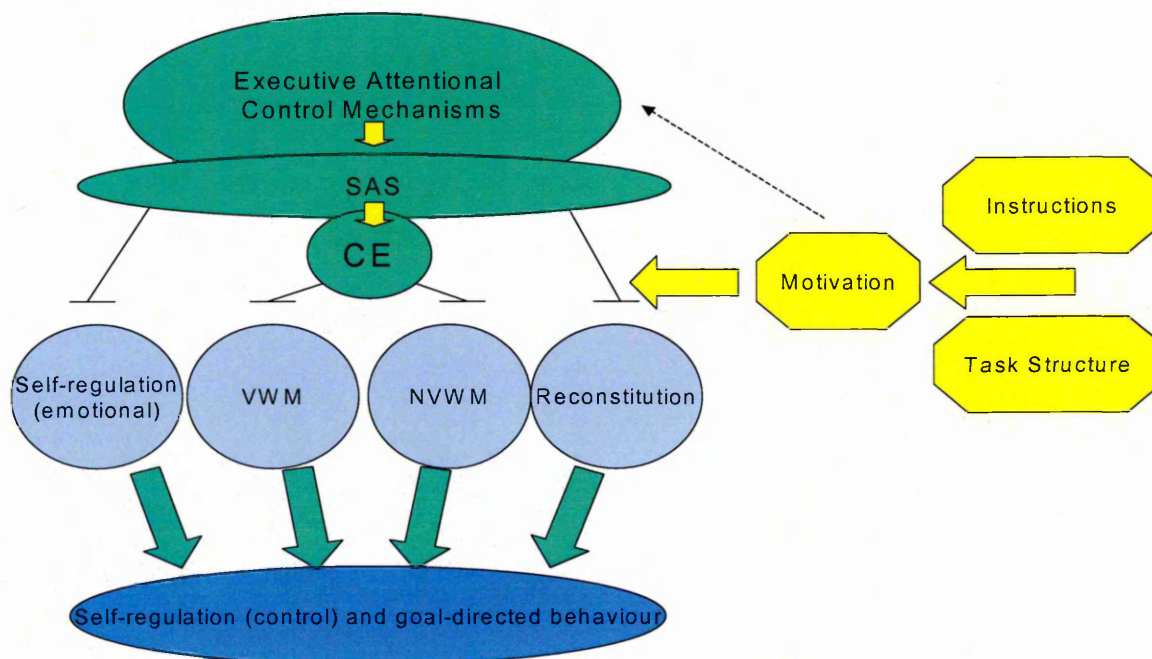 Executive Attentional
Control Mechanisms
SAS
CE
Instructions
Motivation
Task Structure
Self-regulation
(emotional)
VWM
NVWM
Reconstitution
Self-regulation (control) and goal-directed behaviour